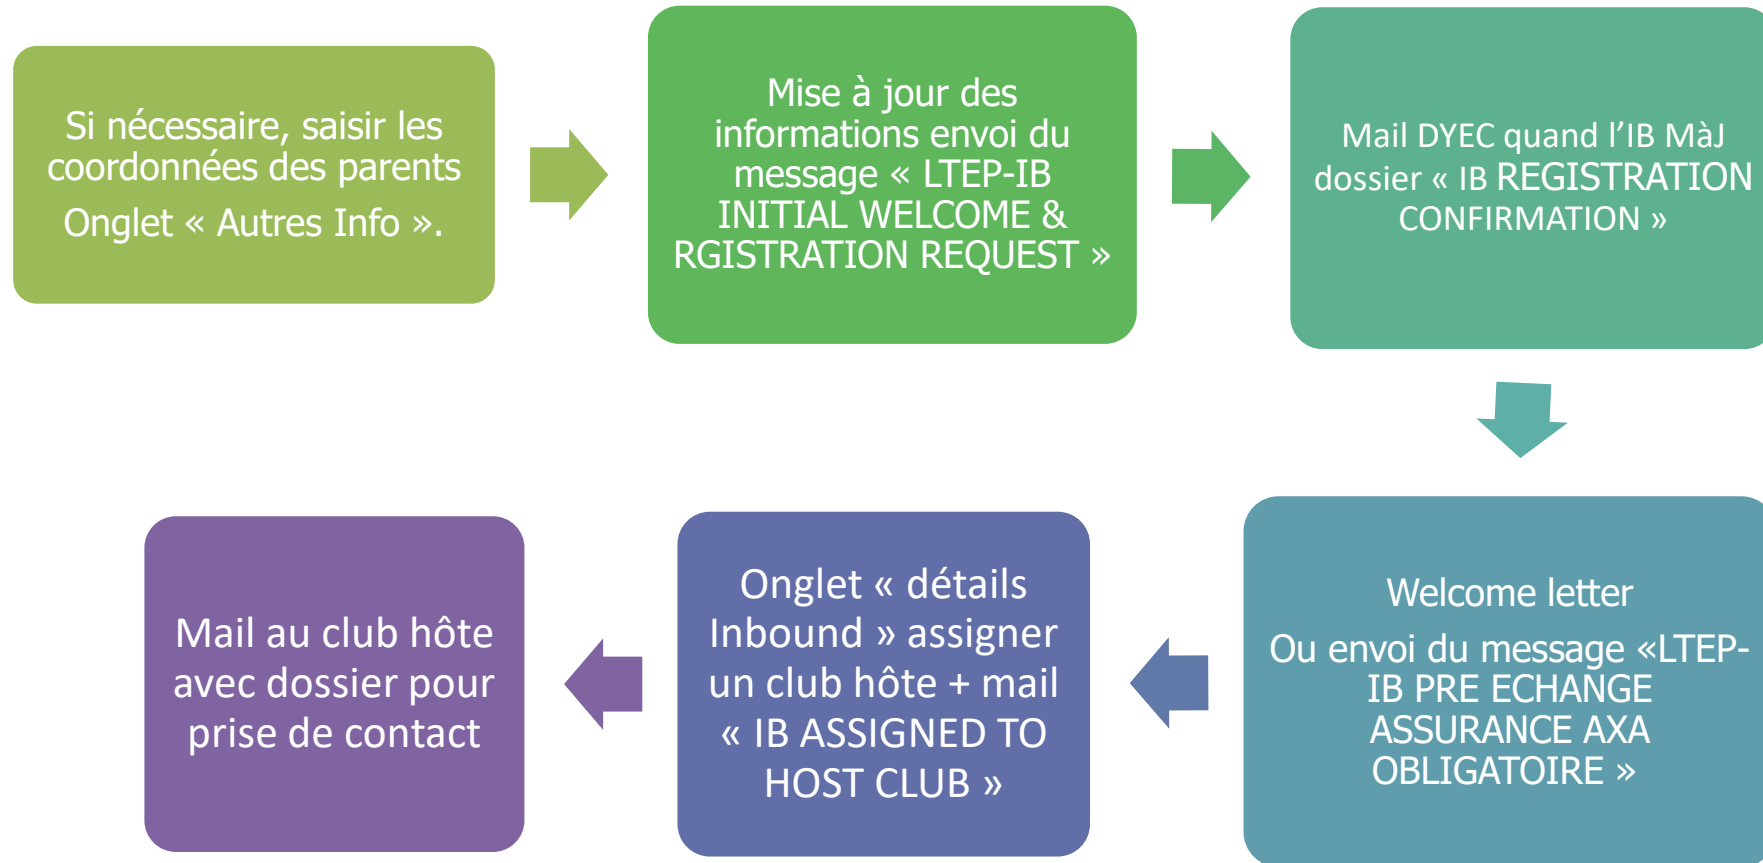 Si nécessaire, saisir les
coordonnées des parents
Onglet « Autres Info ».
Mise à jour des
informations envoi du
message « LTEP-IB
INITIAL WELCOME &
RGISTRATION REQUEST »
Mail DYEC quand l’IB MàJ
dossier « IB REGISTRATION
CONFIRMATION »
Welcome letter
Ou envoi du message «LTEP-
IB PRE ECHANGE
ASSURANCE AXA
OBLIGATOIRE »
Onglet « détails
Inbound » assigner
un club hôte + mail
« IB ASSIGNED TO
HOST CLUB »
Mail au club hôte
avec dossier pour
prise de contact